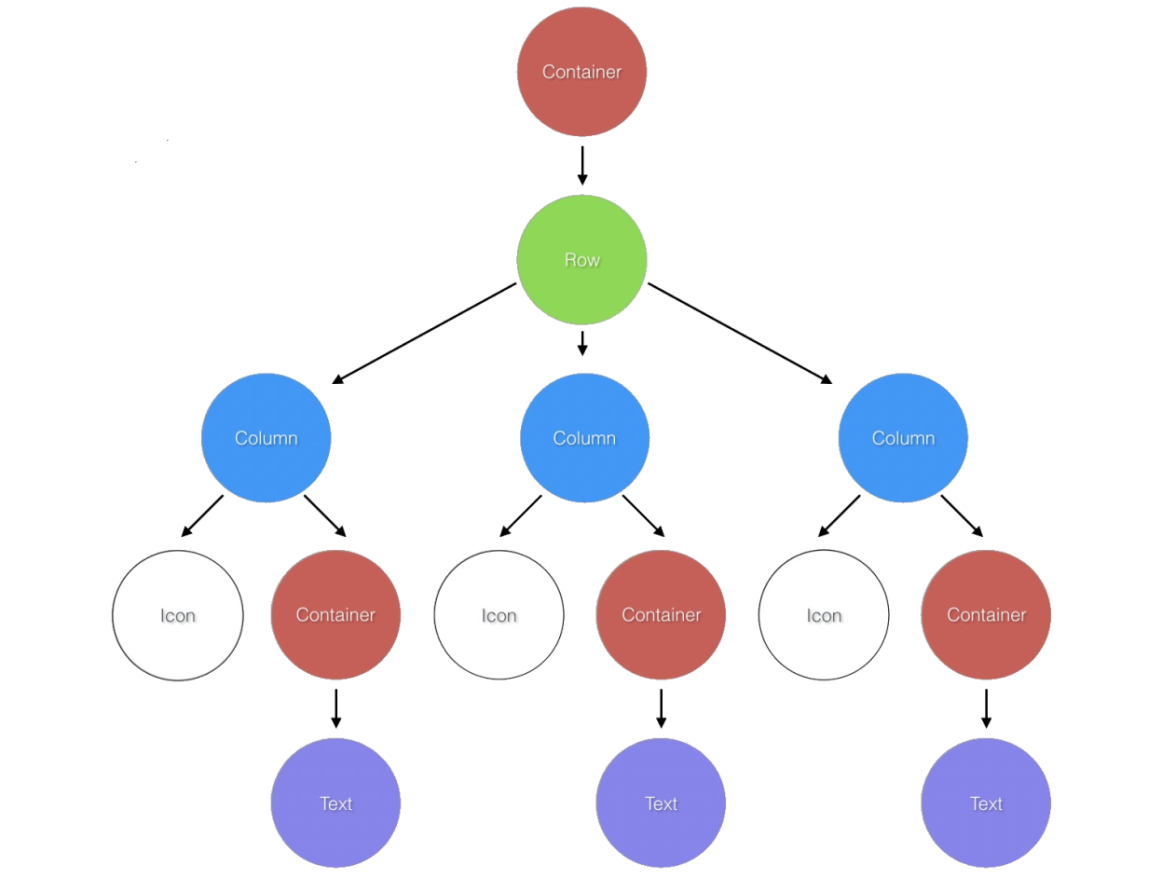 Container
Row
Column
Column
Column
Icon
Container
Icon
Container
Icon
Container
Text
Text
Text